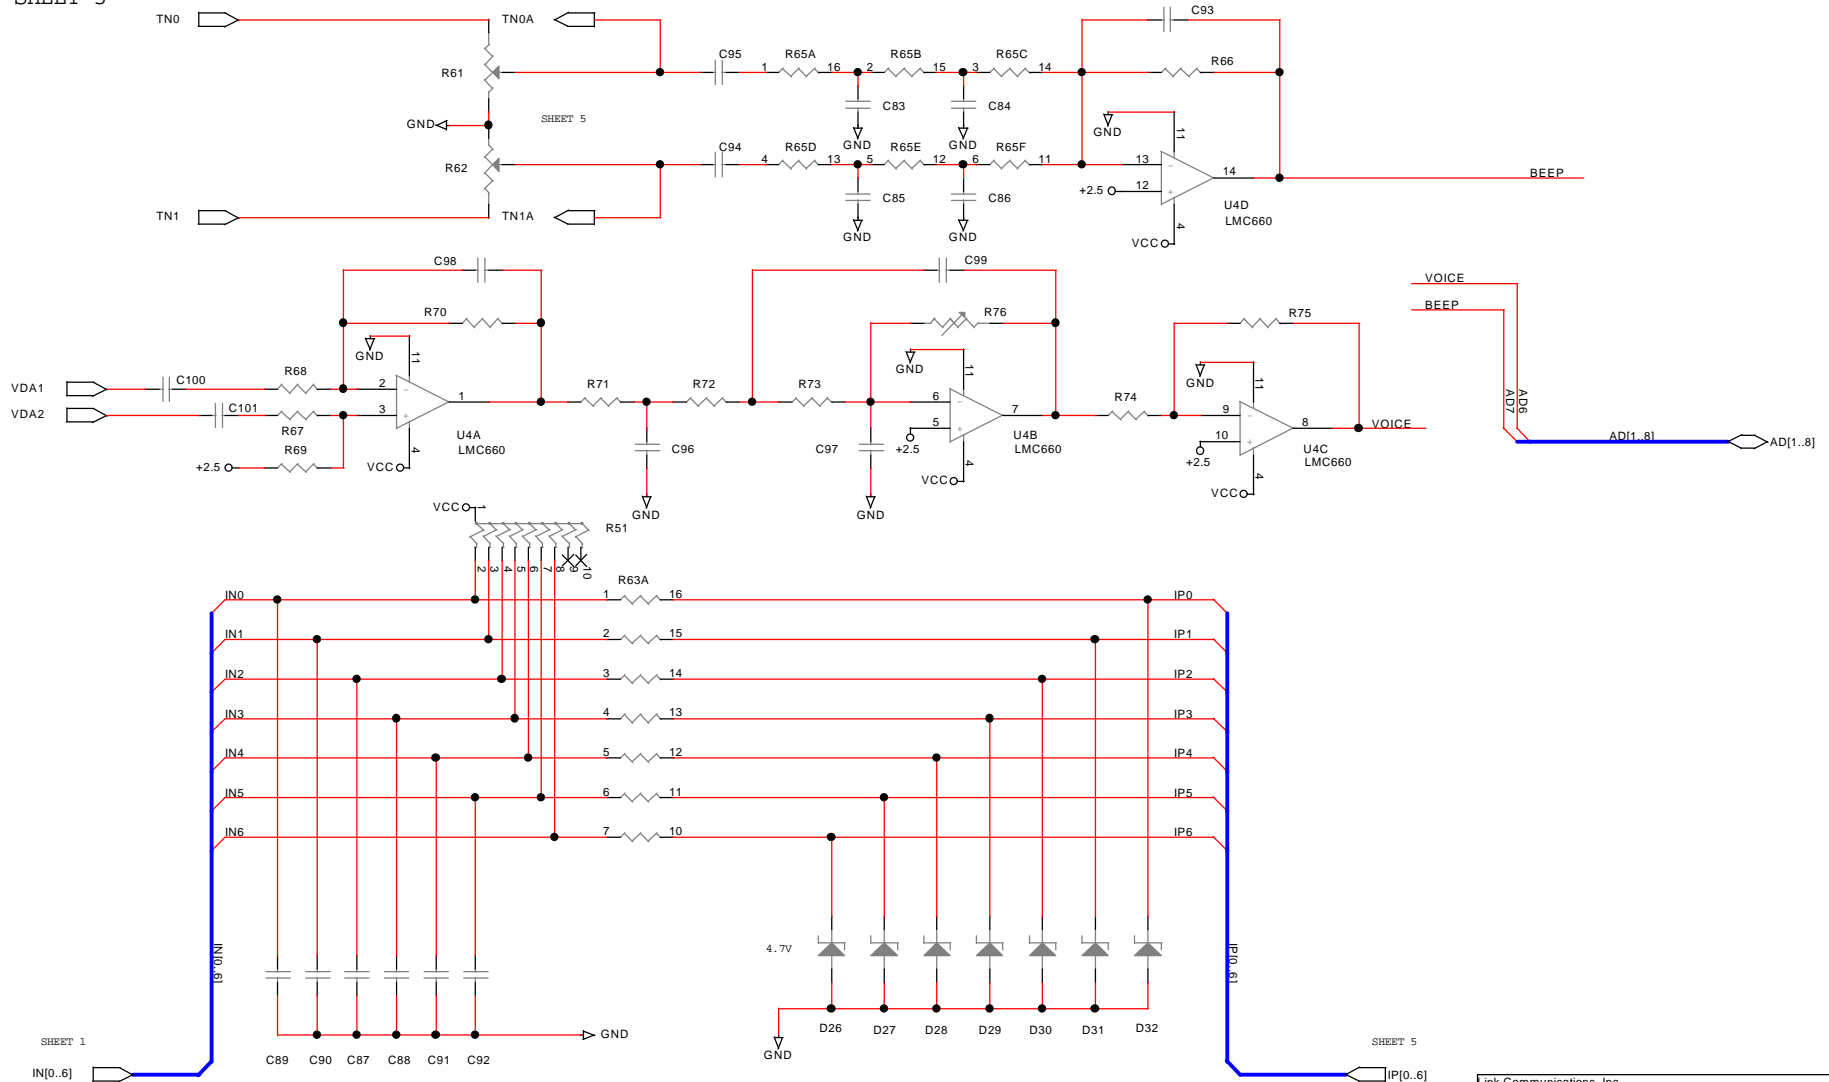 TN0
TN0A
C93
R61
C95
1
R65A
16
2
R65B
15
3
R65C
14
R66
GND
SHEET 5
C83
C84
GND
GND
GND
11
R62
C94
4
R65D
13
5
R65E
12
6
R65F
11
13
12
+2.5
14
BEEP
TN1
TN1A
C85
C86
GND
GND
U4D
LMC660
4
VCC
C98
C99
VOICE
BEEP
R70
R76
R75
GND
11
GND
11
GND
11
VDA1
C100
R68
2
1
R71
R72
R73
6
7
R74
9
8
VOICE
VDA2
C101
R67
3
5
+2.5
10
+2.5
AD7
AD6
AD[1..8]
AD[1..8]
R69
+2.5
U4A
LMC660
4
VCC
C96
C97
U4B
LMC660
4
VCC
U4C
LMC660
4
VCC
GND
GND
VCC
1
R51
2
3
4
5
6
7
8
9
10
R63A
IN0
1
16
IP0
IN1
2
15
IP1
IN2
3
14
IP2
IN3
4
13
IP3
IN4
5
12
IP4
IN5
6
11
IP5
IN6
7
10
IP6
IN[0..6]
4.7V
IP[0..6]
GND
C89
C90
C87
C88
C91
C92
GND
D26
D27
D28
D29
D30
D31
D32
SHEET 1
IN[0..6]
SHEET 5
IP[0..6]
Link Communications, Inc